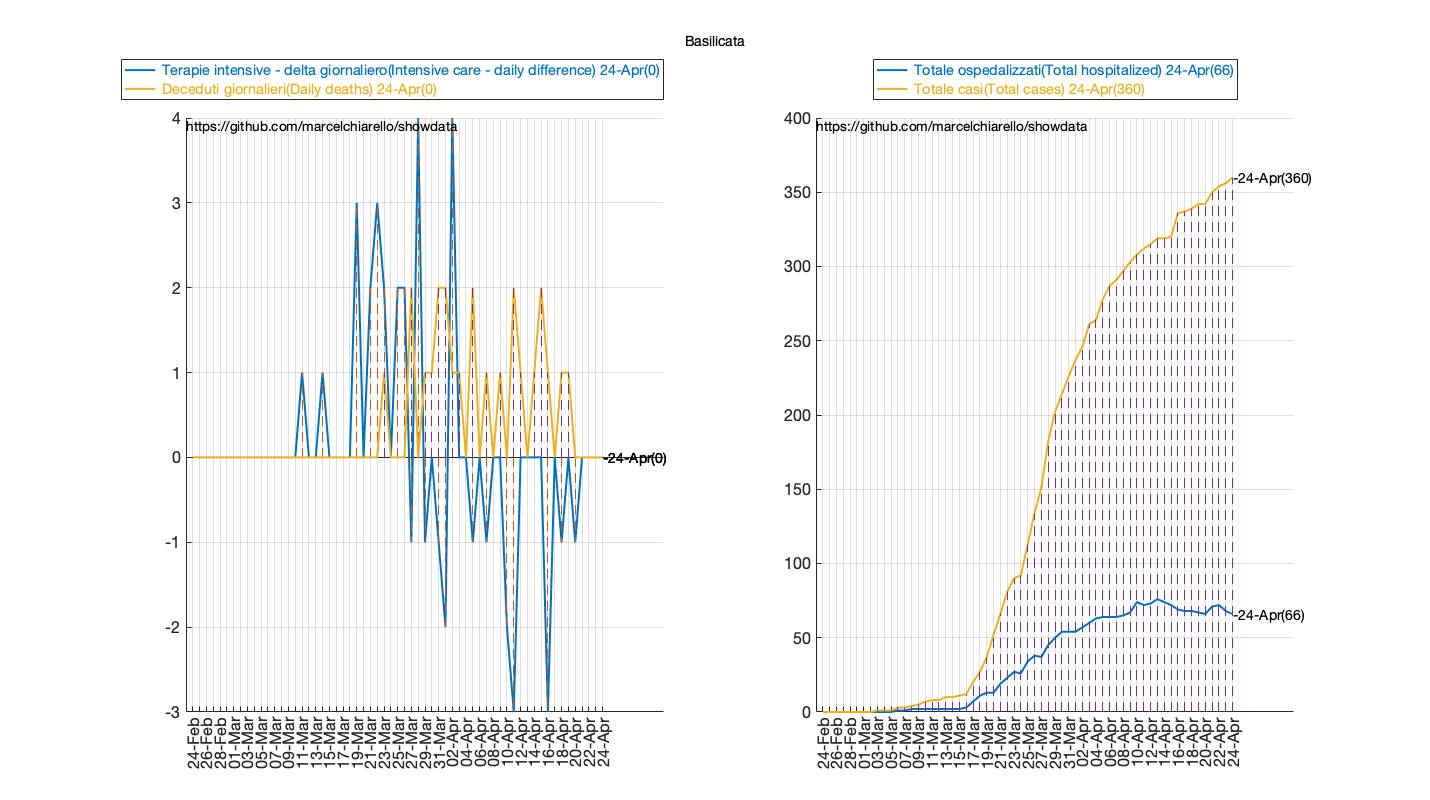 Basilicata
Terapie intensive - delta giornaliero(Intensive care - daily difference) 24-Apr(0)
Deceduti giornalieri(Daily deaths) 24-Apr(0)
https://github.com/marcelchiarello/showdata
4
3
2
1
0
-1
-2
-3
-24-Apr(0)
24-Feb
26-Feb
28-Feb
01-Mar
03-Mar
05-Mar
07-Mar
09-Mar
11-Mar
13-Mar
15-Mar
17-Mar
19-Mar
21-Mar
23-Mar
25-Mar
27-Mar
29-Mar
31-Mar
02-Apr
04-Apr
06-Apr
08-Apr
10-Apr
12-Apr
14-Apr
16-Apr
18-Apr
20-Apr
22-Apr
24-Apr
Totale ospedalizzati(Total hospitalized) 24-Apr(66)
Totale casi(Total cases) 24-Apr(360)
https://github.com/marcelchiarello/showdata
400
350
300
250
200
150
100
50
0
-24-Apr(360)
-24-Apr(66)
24-Feb
26-Feb
28-Feb
01-Mar
03-Mar
05-Mar
07-Mar
09-Mar
11-Mar
13-Mar
15-Mar
17-Mar
19-Mar
21-Mar
23-Mar
25-Mar
27-Mar
29-Mar
31-Mar
02-Apr
04-Apr
06-Apr
08-Apr
10-Apr
12-Apr
14-Apr
16-Apr
18-Apr
20-Apr
22-Apr
24-Apr